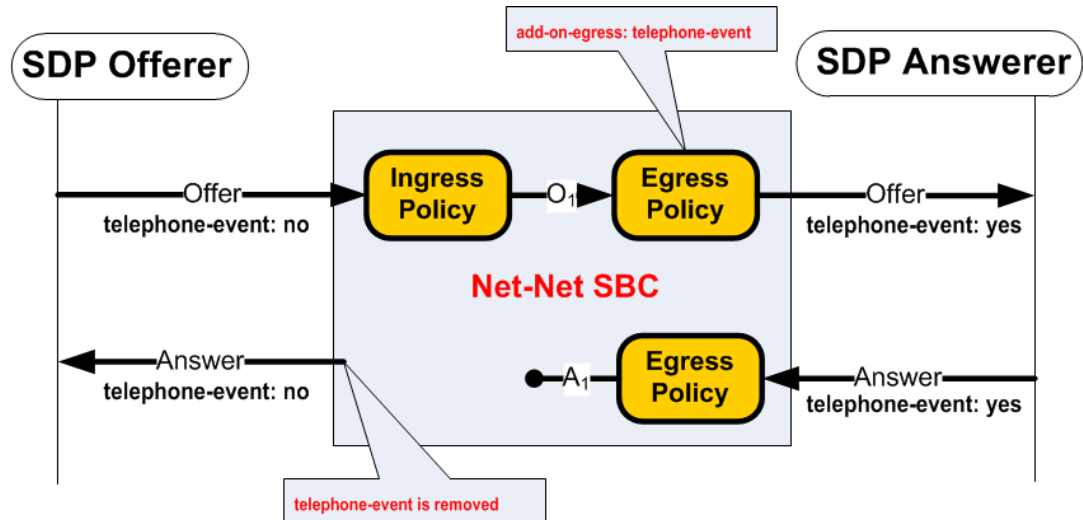 add-on-egress: telephone-event
SDP Offerer
SDP Answerer
Ingress
Policy
Egress
Policy
Offer
O1
Offer
telephone-event: no
telephone-event: yes
Net-Net SBC
Answer
A1
Egress
Policy
Answer
telephone-event: no
telephone-event: yes
telephone-event is removed